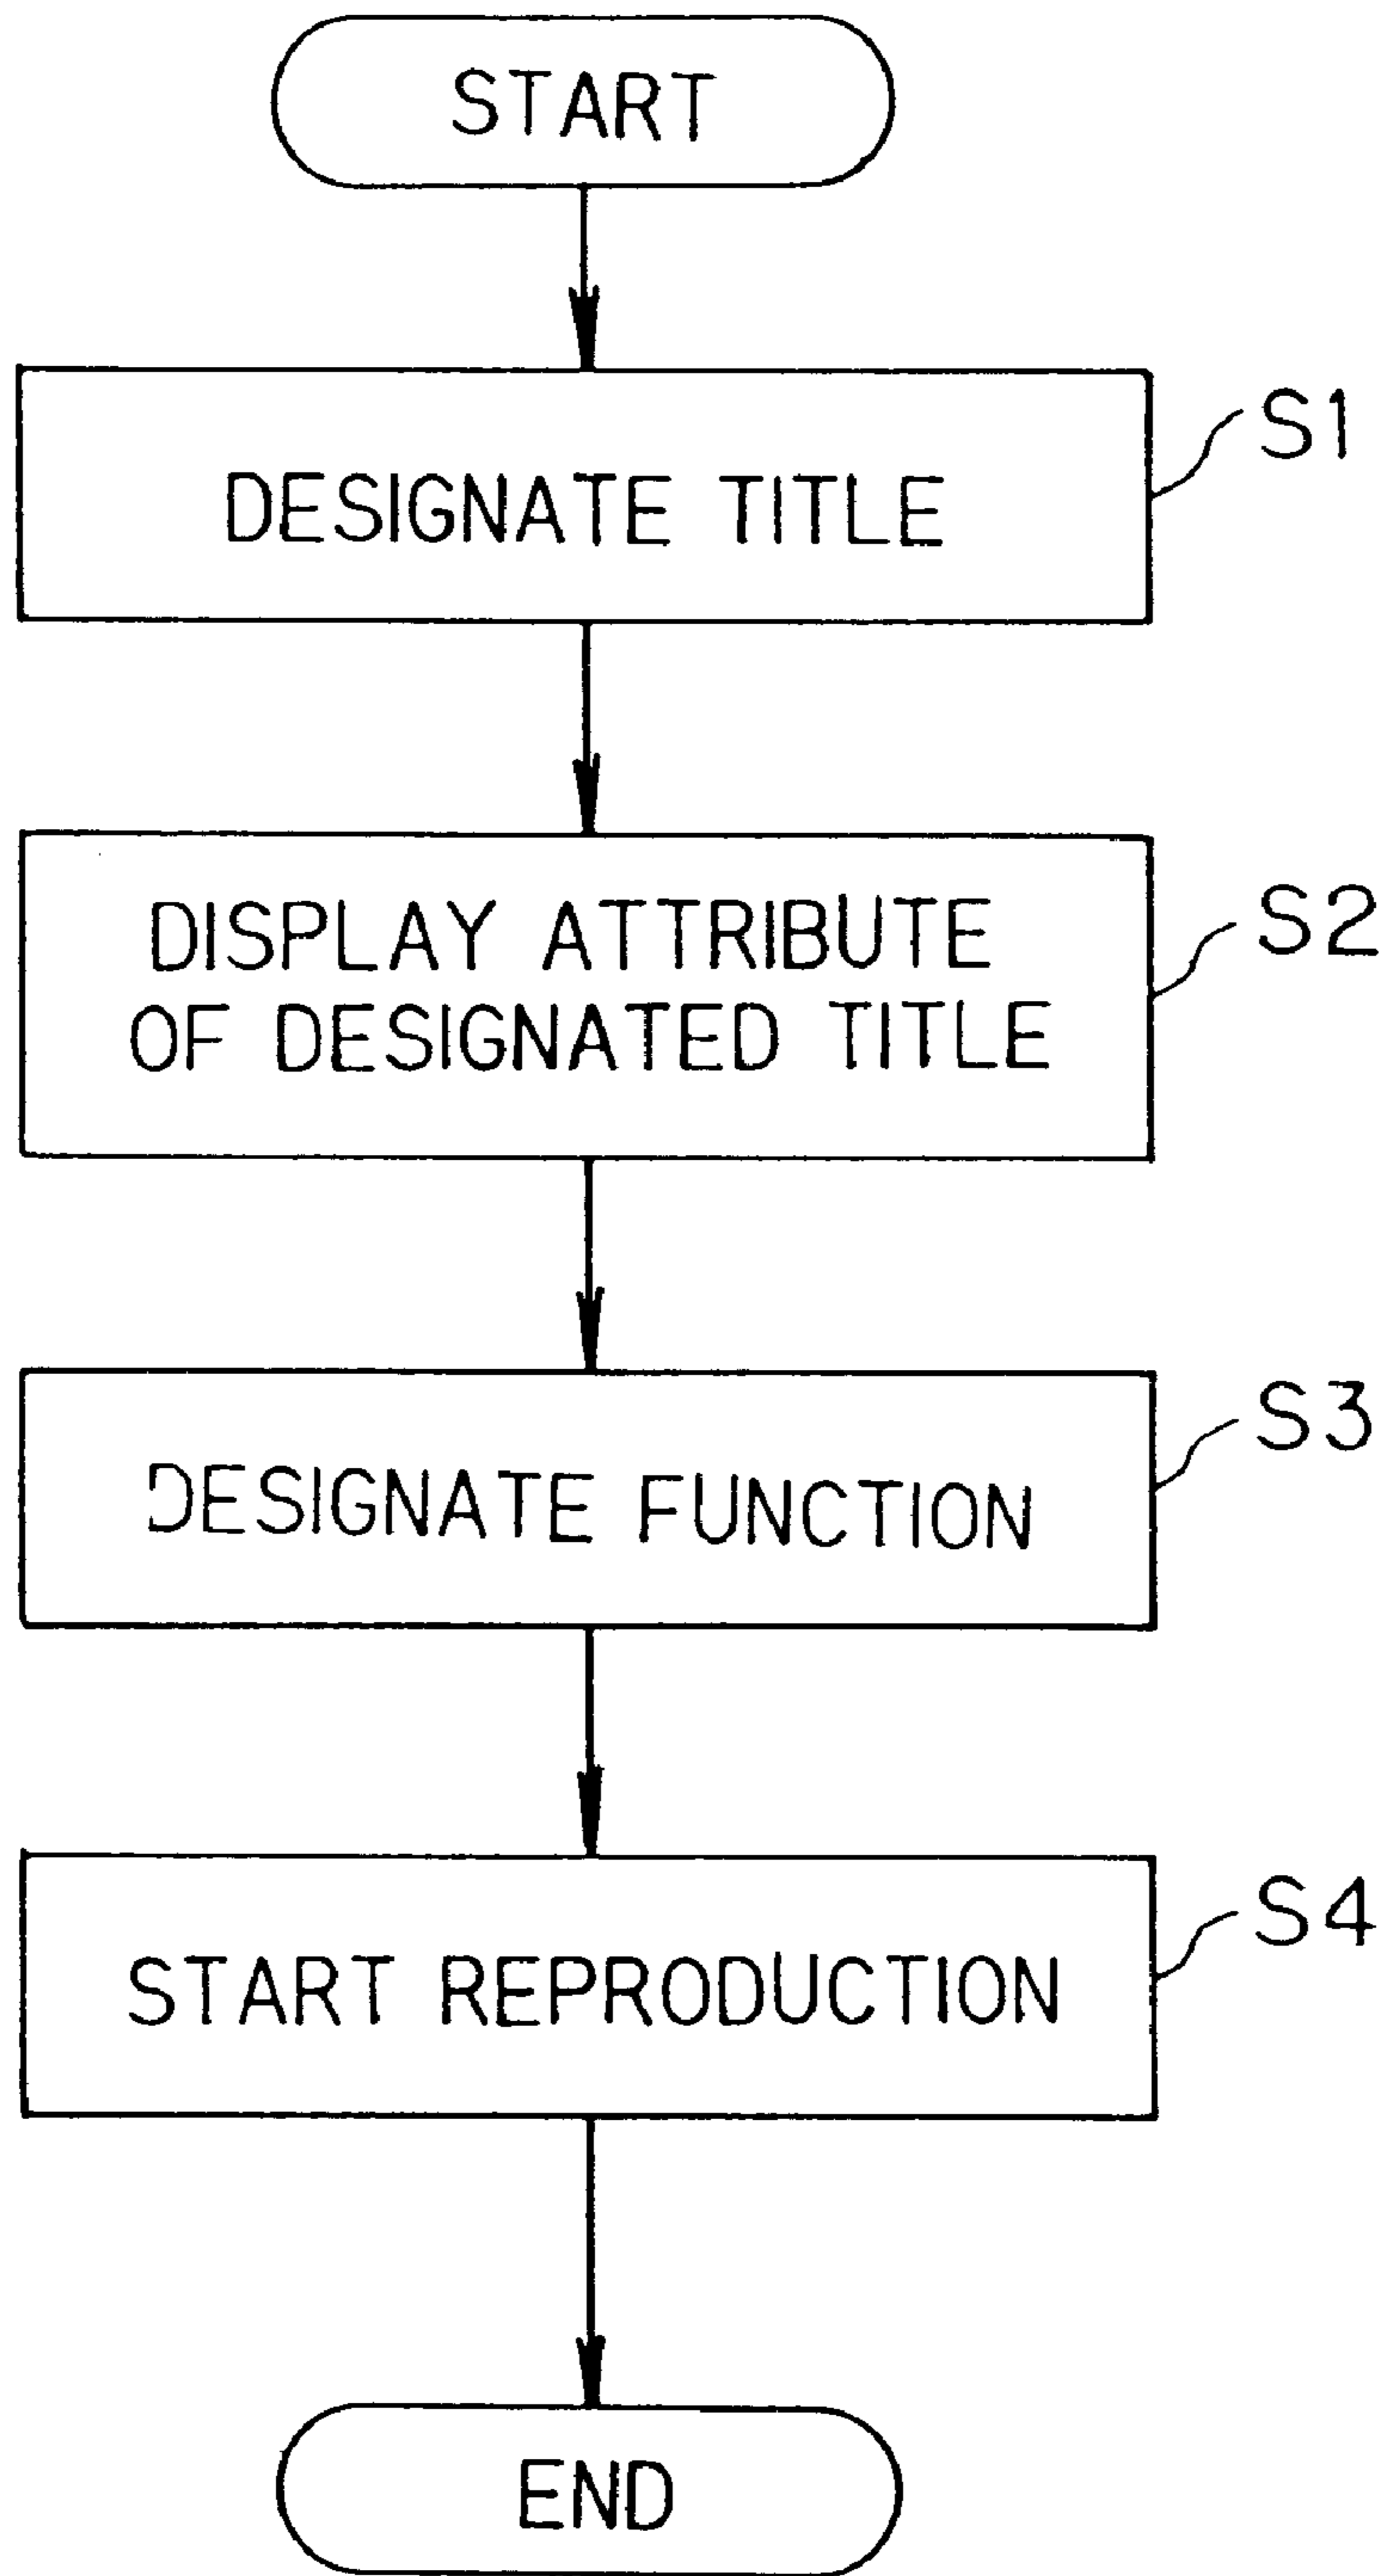 START
DESIGNATE TITLE
S1
DISPLAY ATTRIBUTE
OF DESIGNATED TITLE
S2
DESIGNATE FUNCTION
S3
START REPRODUCTION
S4
END